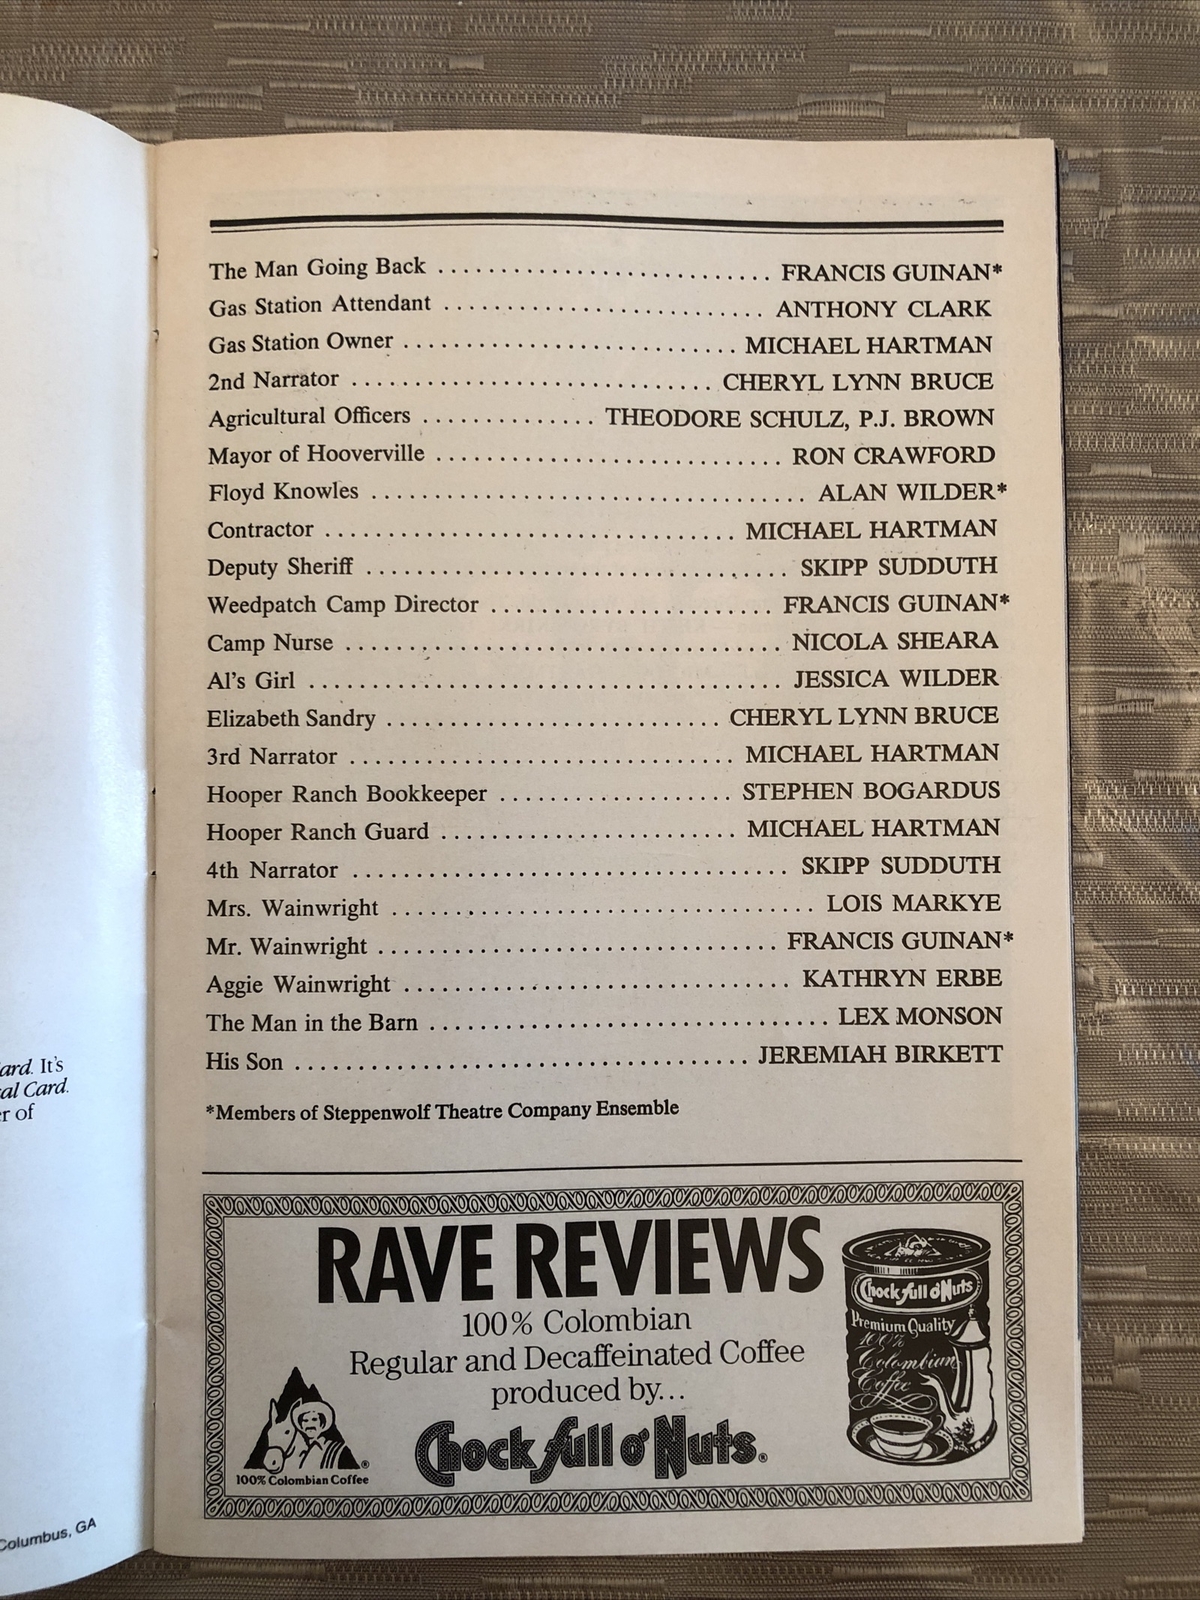 The Man Going Back ........................... FRANCIS GUINAN*
Gas Station Attendant .......................... ANTHONY CLARK
Gas Station Owner ........................... MICHAEL HARTMAN
2nd Narrator ............................. CHERYL LYNN BRUCE
Agricultural Officers .............. THEODORE SCHULZ, P.J. BROWN
Mayor of Hooverville ............................ RON CRAWFORD
Floyd Knowles ................................... ALAN WILDER*
Contractor ................................. MICHAEL HARTMAN
Deputy Sheriff .................................. SKIPP SUDDUTH
Weedpatch Camp Director ....................... FRANCIS GUINAN*
Camp Nurse ................................... NICOLA SHEARA
Al's Girl ...................................... JESSICA WILDER
Elizabeth Sandry ........................... CHERYL LYNN BRUCE
3rd Narrator ............................... MICHAEL HARTMAN
Hooper Ranch Bookkeeper ................... STEPHEN BOGARDUS
Hooper Ranch Guard ........................ MICHAEL HARTMAN
4th Narrator ................................... SKIPP SUDDUTH
Mrs. Wainwright .................................. LOIS MARKYE
Mr. Wainwright ................................ FRANCIS GUINAN*
Aggie Wainwright ............................... KATHRYN ERBE
The Man in the Barn ................................ LEX MONSON
His Son .................................... JEREMIAH BIRKETT
*Members of Steppenwolf Theatre Company Ensemble
RAVE REVIEWS
100% Colombian
Regular and Decaffeinated Coffee
produced by...
Chock full o' Nuts®
100% Colombian Coffee
®
Chock full o' Nuts
Premium Quality
100%
Colombian
Coffee
ard. It's
al Card.
r of
Columbus, GA